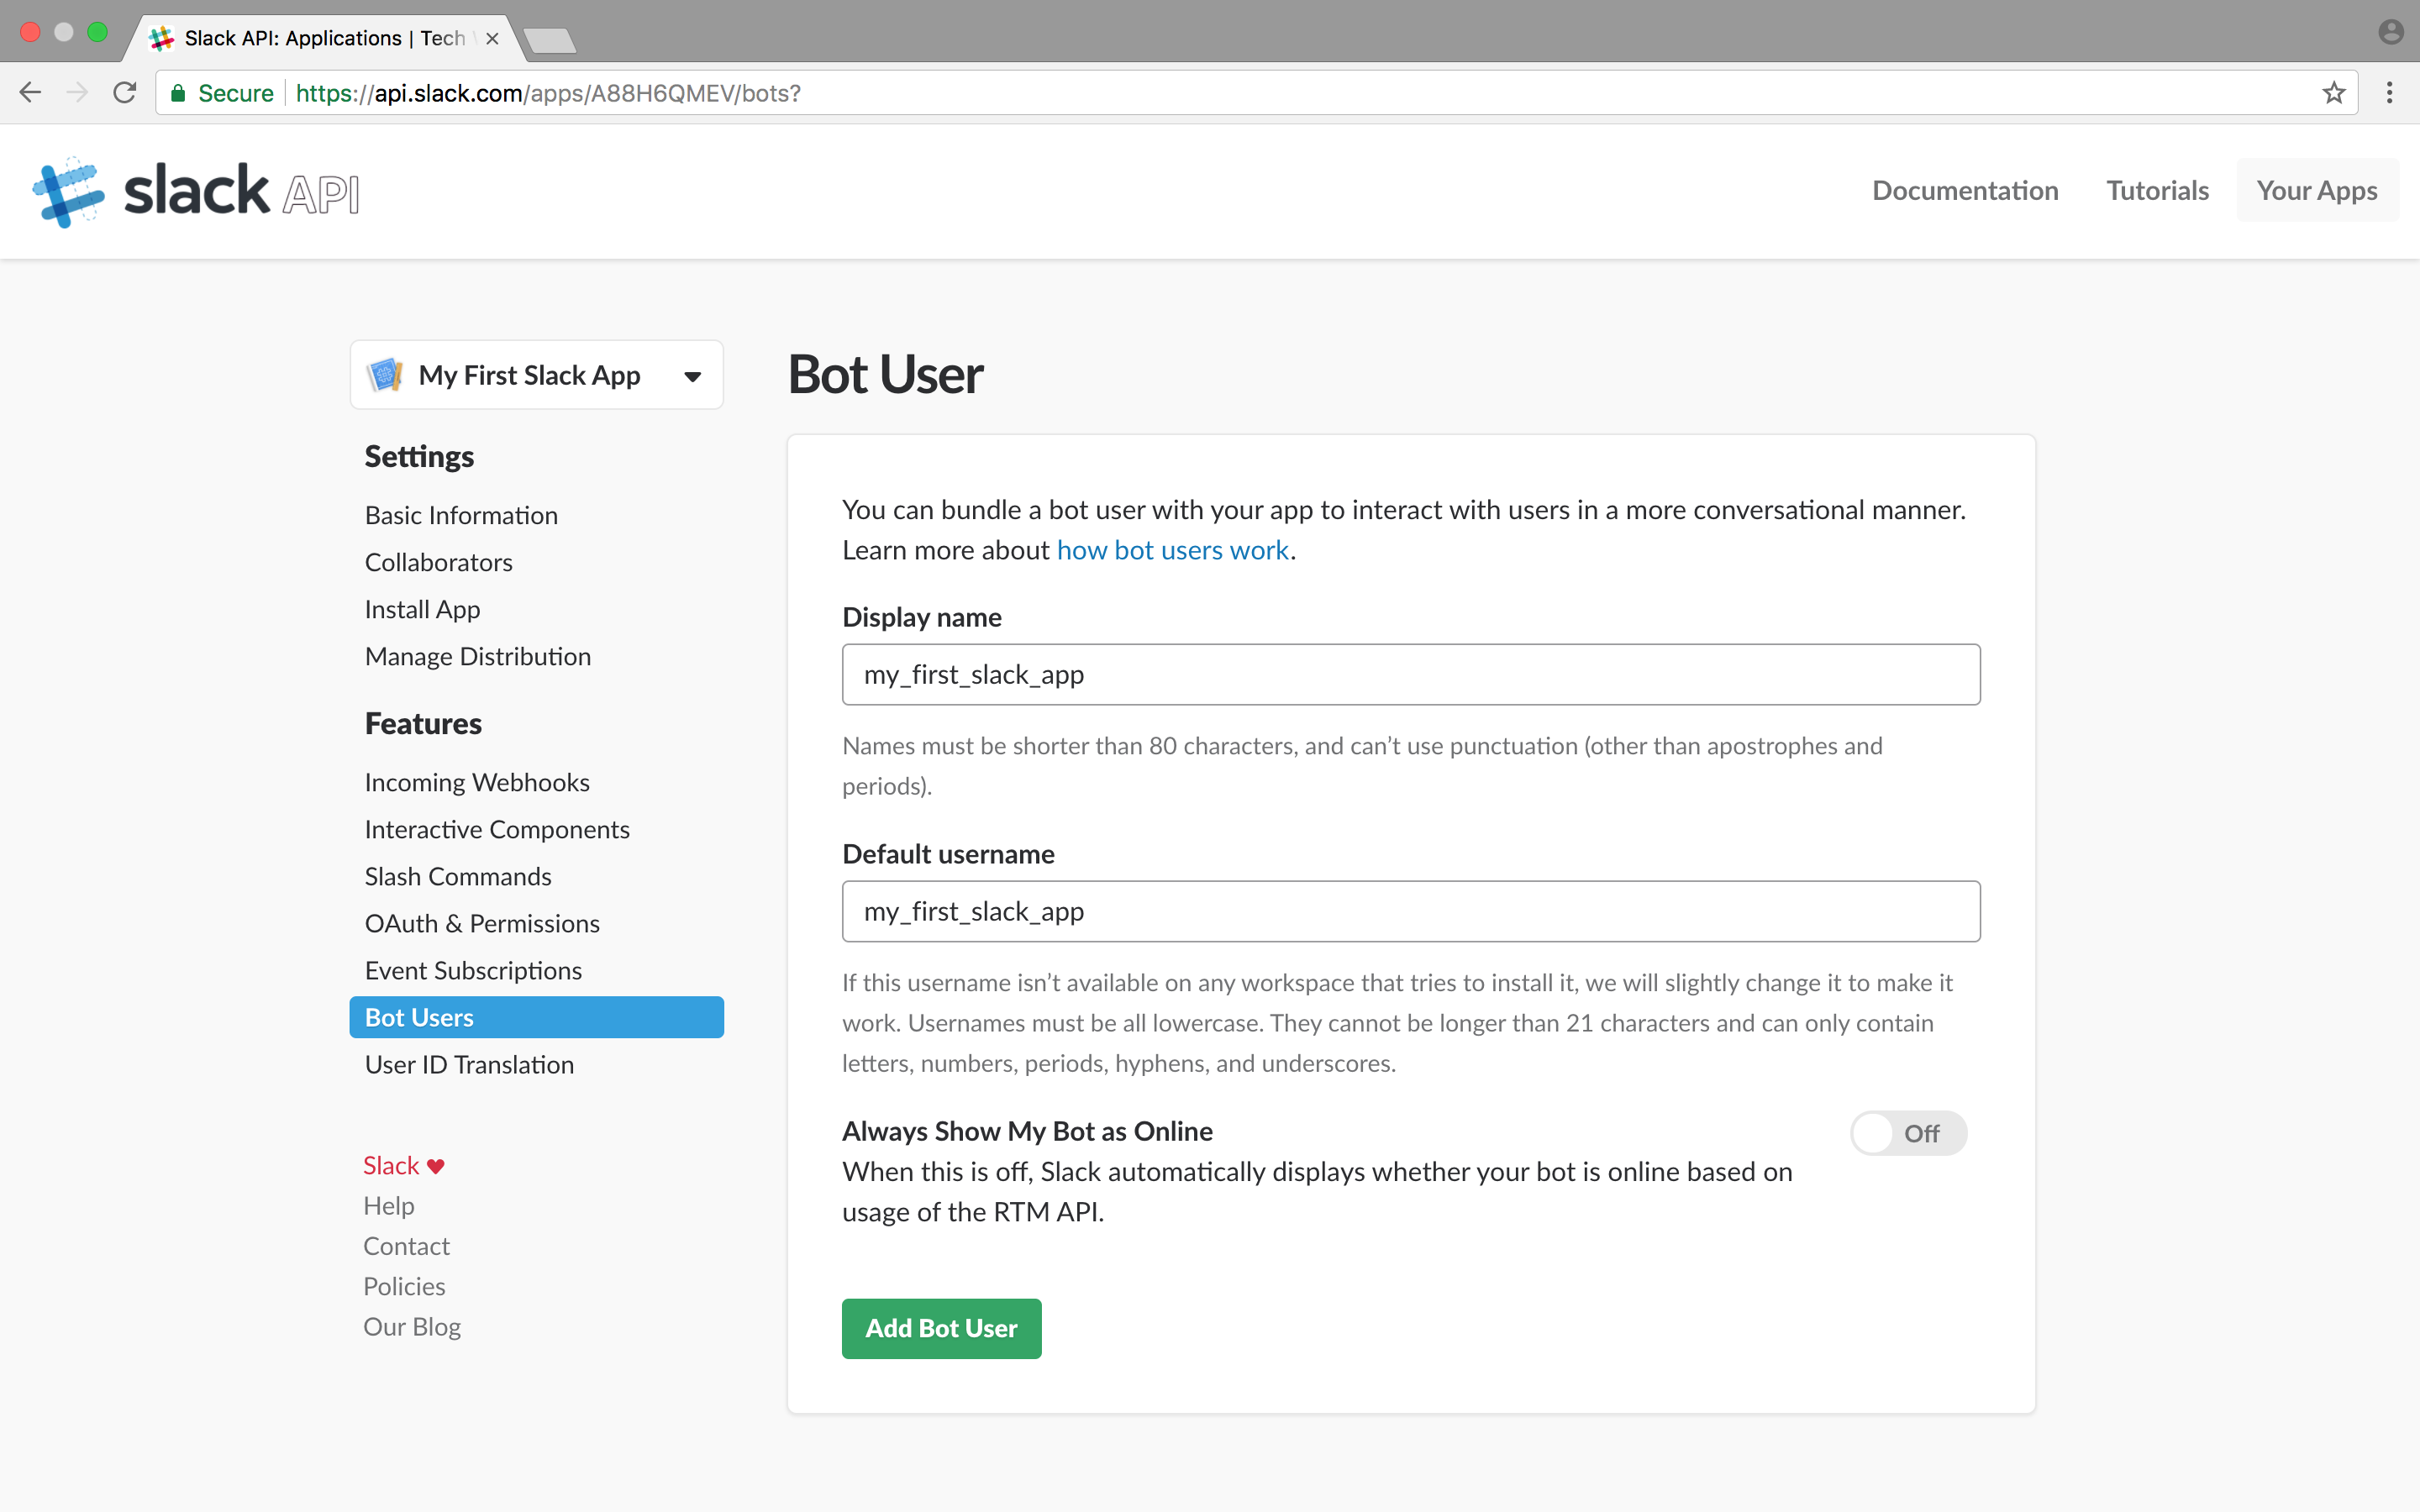 Slack API: Applications | Tech
Secure https://api.slack.com/apps/A88H6QMEV/bots?
slack API
Documentation Tutorials Your Apps
My First Slack App
Settings
Basic Information
Collaborators
Install App
Manage Distribution
Features
Incoming Webhooks
Interactive Components
Slash Commands
OAuth & Permissions
Event Subscriptions
Bot Users
User ID Translation
Slack ♥
Help
Contact
Policies
Our Blog
Bot User
You can bundle a bot user with your app to interact with users in a more conversational manner.
Learn more about how bot users work.
Display name
my_first_slack_app
Names must be shorter than 80 characters, and can’t use punctuation (other than apostrophes and
periods).
Default username
my_first_slack_app
If this username isn’t available on any workspace that tries to install it, we will slightly change it to make it
work. Usernames must be all lowercase. They cannot be longer than 21 characters and can only contain
letters, numbers, periods, hyphens, and underscores.
Always Show My Bot as Online
Off
When this is off, Slack automatically displays whether your bot is online based on
usage of the RTM API.
Add Bot User